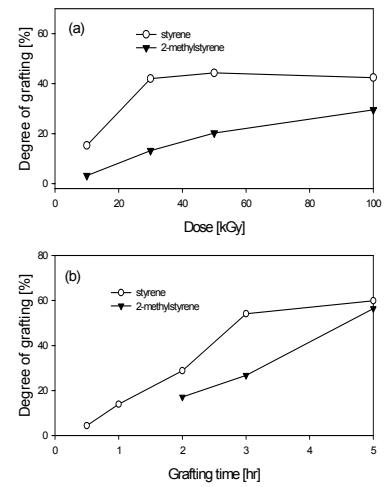 (a)
styrene
2-methylstyrene
Degree of grafting [%]
60
40
20
0
0 20 40 60 80 100
Dose [kGy]
(b)
styrene
2-methylstyrene
Degree of grafting [%]
80
60
40
20
0
0 1 2 3 4 5
Grafting time [hr]